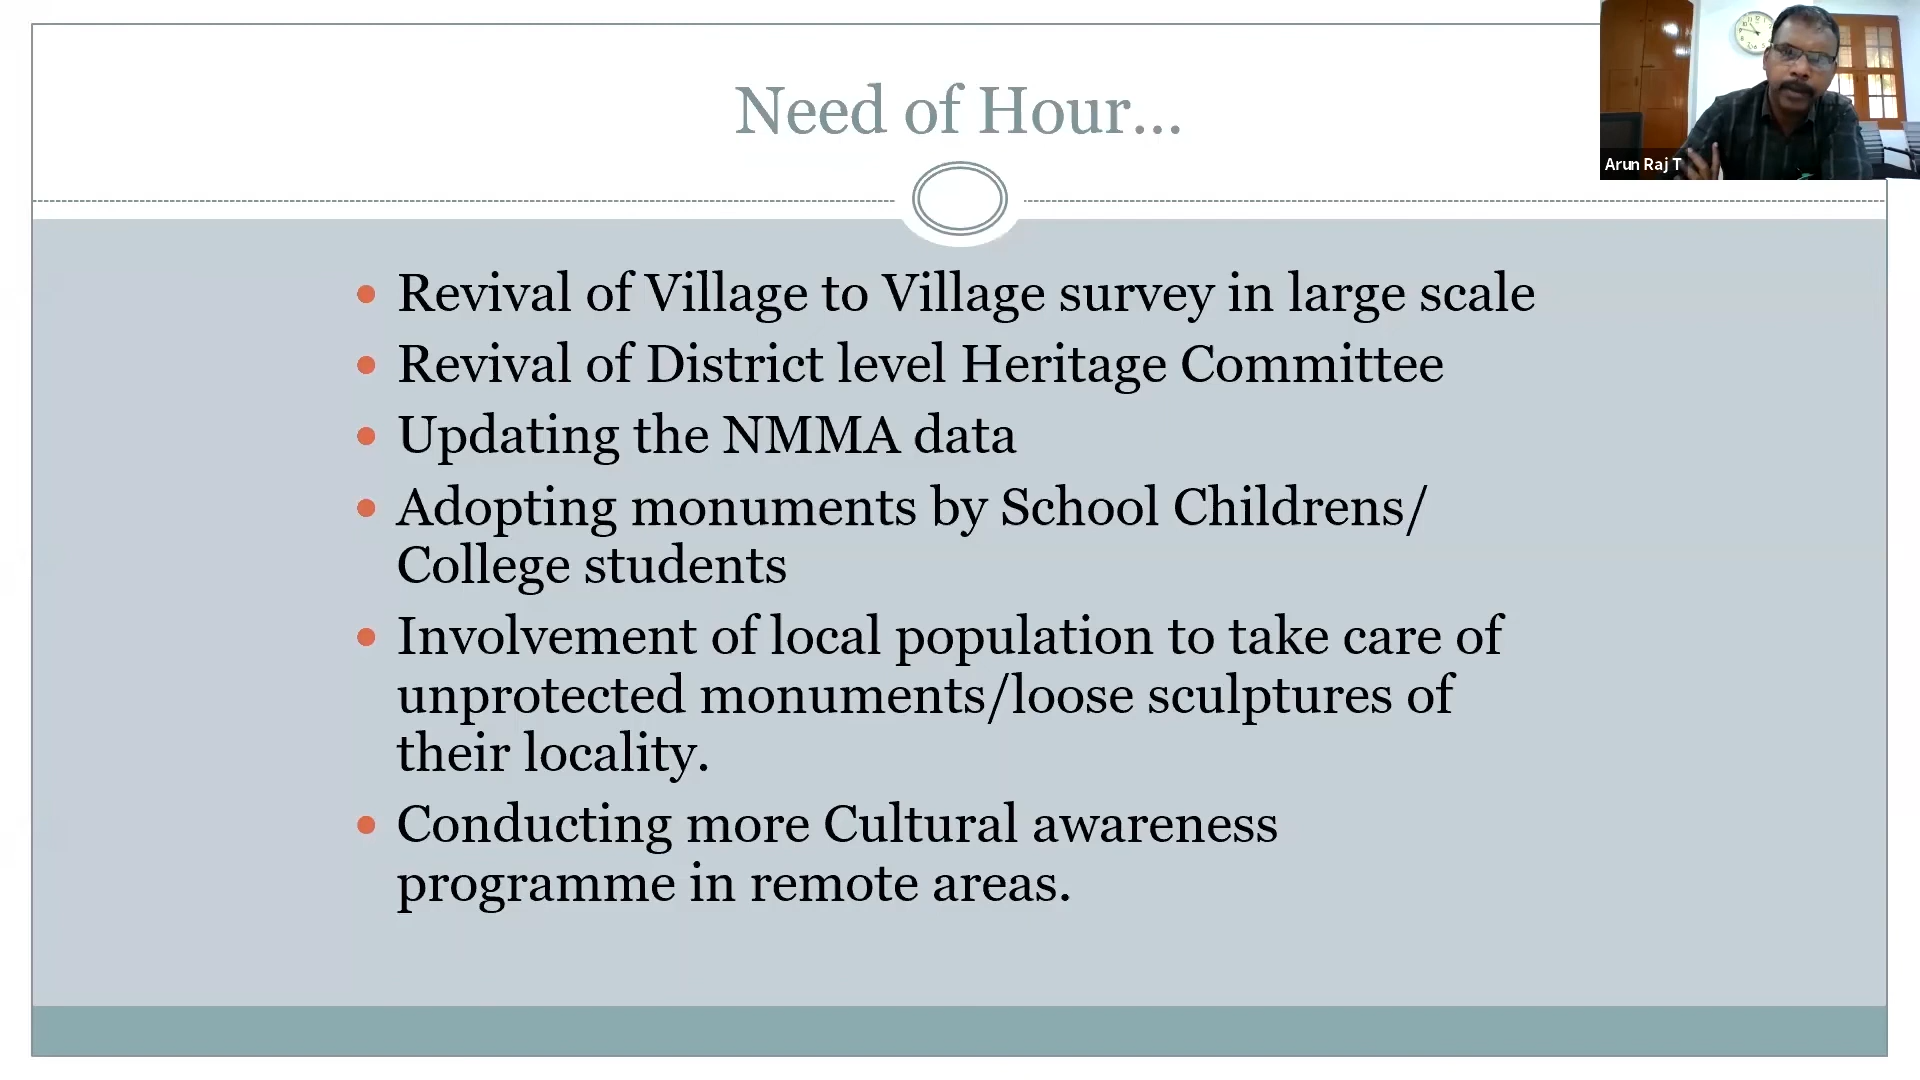 Need of Hour...
Arun Raj T
• Revival of Village to Village survey in large scale
• Revival of District level Heritage Committee
• Updating the NMMA data
• Adopting monuments by School Childrens/
College students
• Involvement of local population to take care of
unprotected monuments/loose sculptures of
their locality.
• Conducting more Cultural awareness
programme in remote areas.